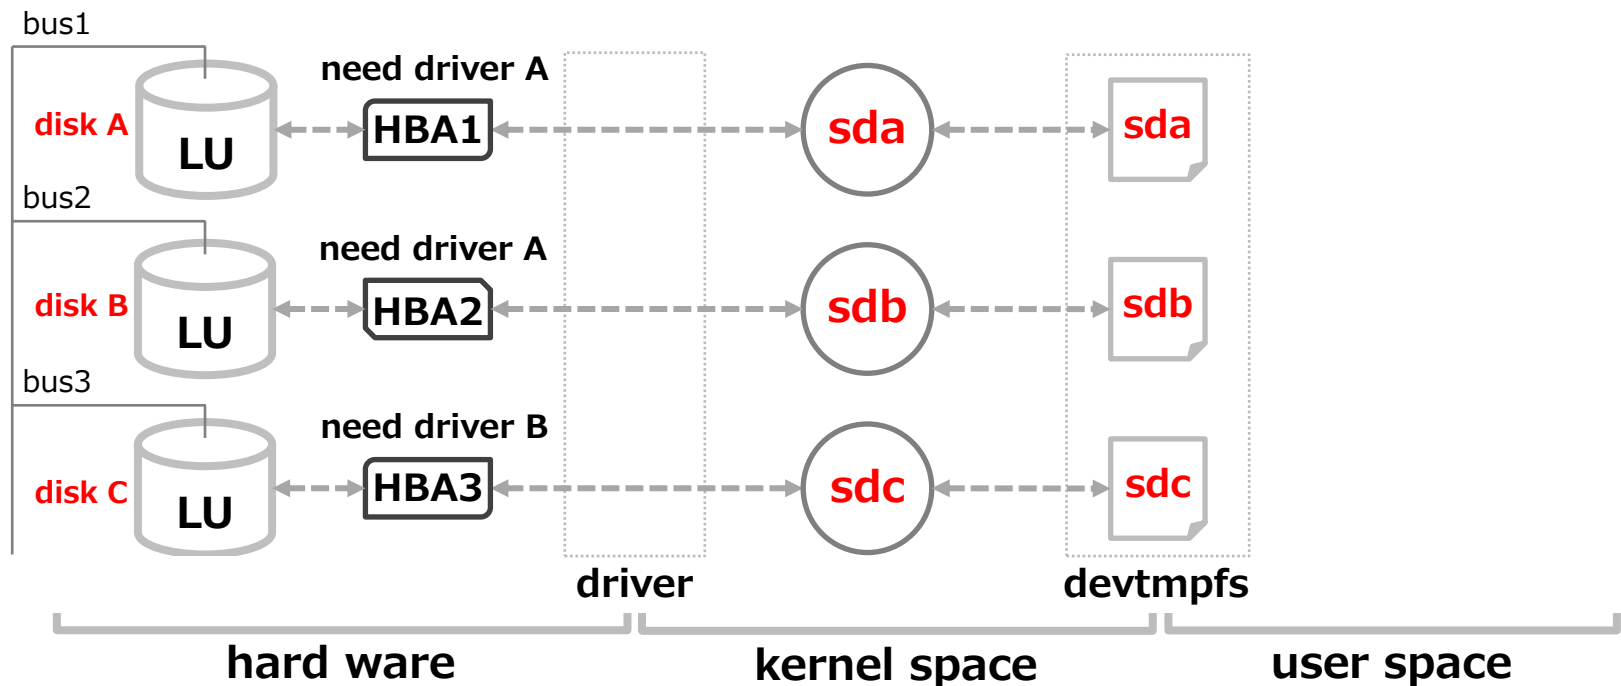 bus1
need driver A
disk A
LU
HBA1
sda
sda
bus2
need driver A
disk B
LU
HBA2
sdb
sdb
bus3
need driver B
disk C
LU
HBA3
sdc
sdc
driver
devtmpfs
hard ware
kernel space
user space